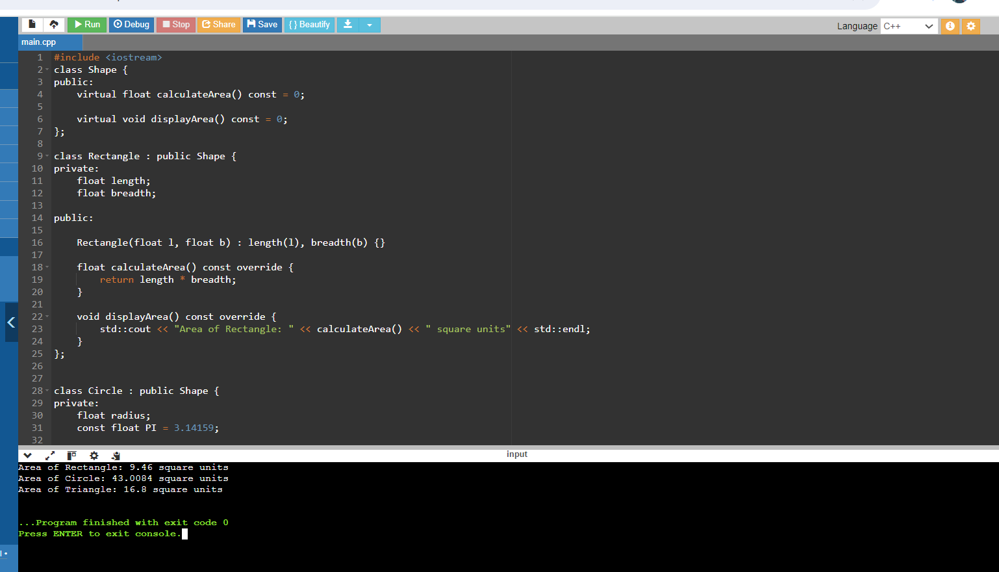 Run Debug Stop Share Save { } Beautify Language C++
main.cpp
1 #include <iostream>
2 class Shape {
3 public:
4 virtual float calculateArea() const = 0;
5
6 virtual void displayArea() const = 0;
7 };
8
9 class Rectangle : public Shape {
10 private:
11 float length;
12 float breadth;
13
14 public:
15
16 Rectangle(float l, float b) : length(l), breadth(b) {}
17
18 float calculateArea() const override {
19 return length * breadth;
20 }
21
22 void displayArea() const override {
23 std::cout << "Area of Rectangle: " << calculateArea() << " square units" << std::endl;
24 }
25 };
26
27
28 class Circle : public Shape {
29 private:
30 float radius;
31 const float PI = 3.14159;
32
input
Area of Rectangle: 9.46 square units
Area of Circle: 43.0084 square units
Area of Triangle: 16.8 square units
...Program finished with exit code 0
Press ENTER to exit console.